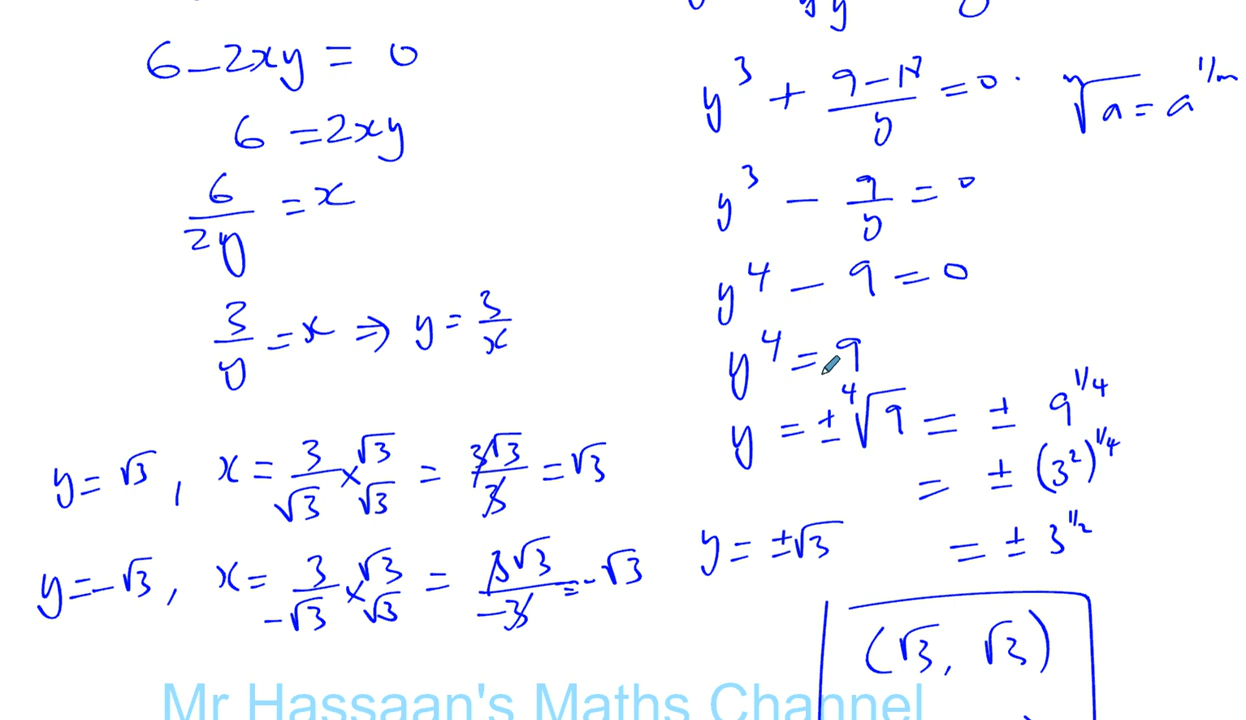 6 - 2xy = 0
6 = 2xy
6/2y = x
3/y = x ⇒ y = 3/x
y = √3, x = 3/√3 × √3/√3 = 3√3/3 = √3
y = -√3, x = 3/-√3 × √3/√3 = 3√3/-3 = -√3
y³ + (9 - 18)/y = 0.
ⁿ√a = a^(1/n)
y³ - 9/y = 0
y⁴ - 9 = 0
y⁴ = 9
y = ± ⁴√9 = ± 9^(1/4)
= ± (3²)^(1/4)
y = ±√3 = ± 3^(1/2)
(√3, √3)
Mr Hassaan's Maths Channel